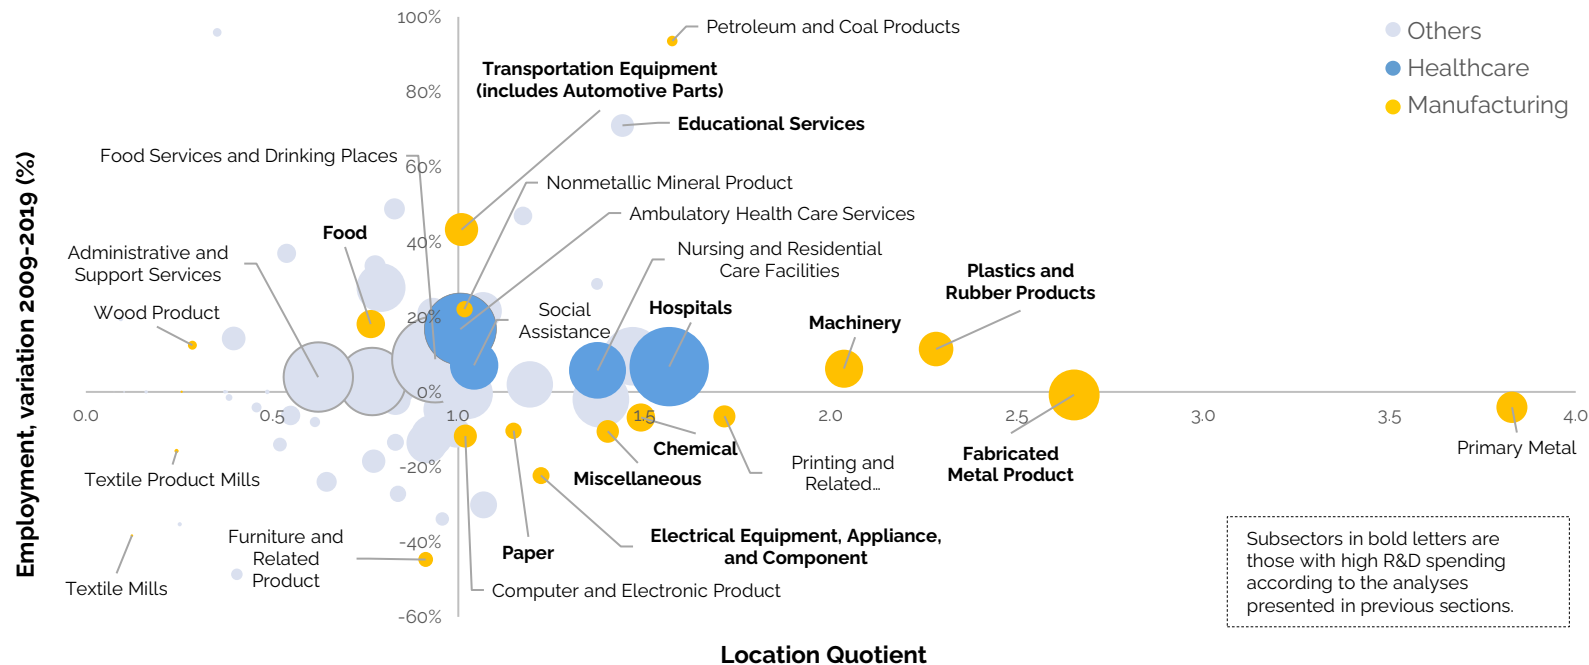 100%
Petroleum and Coal Products
Others
Healthcare
Manufacturing
Transportation Equipment
(includes Automotive Parts)
80%
Educational Services
Food Services and Drinking Places
60%
Nonmetallic Mineral Product
Ambulatory Health Care Services
Food
40%
Administrative and
Support Services
Nursing and Residential
Care Facilities
Plastics and
Rubber Products
Wood Product
20%
Social
Assistance
Hospitals
Machinery
Employment, variation 2009-2019 (%)
0%
0.0
0.5
1.0
1.5
2.0
2.5
3.0
3.5
4.0
Chemical
Primary Metal
Fabricated
Metal Product
Printing and
Related…
Miscellaneous
-20%
Textile Product Mills
Furniture and
Related
Product
-40%
Paper
Electrical Equipment, Appliance,
and Component
Textile Mills
Computer and Electronic Product
-60%
Subsectors in bold letters are
those with high R&D spending
according to the analyses
presented in previous sections.
Location Quotient